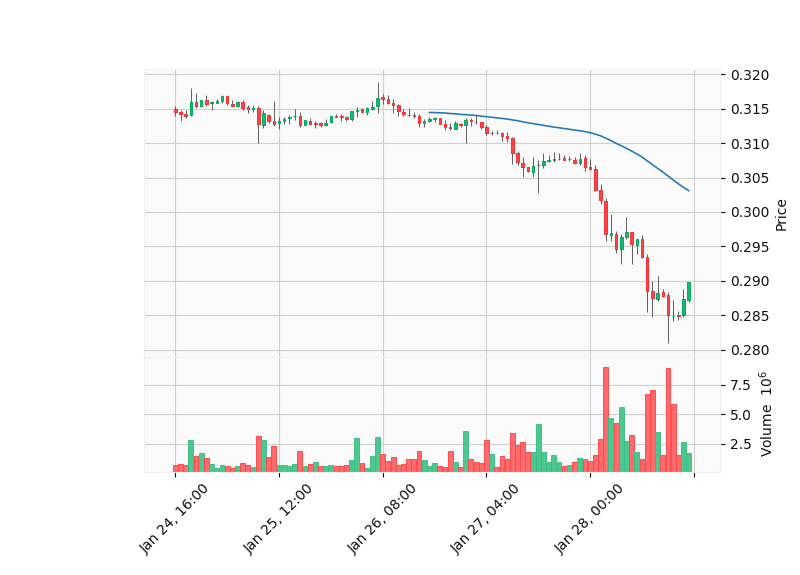 0.320
0.315
0.310
0.305
0.300
0.295
0.290
0.285
0.280
Price
7.5
5.0
2.5
Volume 10^6
Jan 24, 16:00
Jan 25, 12:00
Jan 26, 08:00
Jan 27, 04:00
Jan 28, 00:00